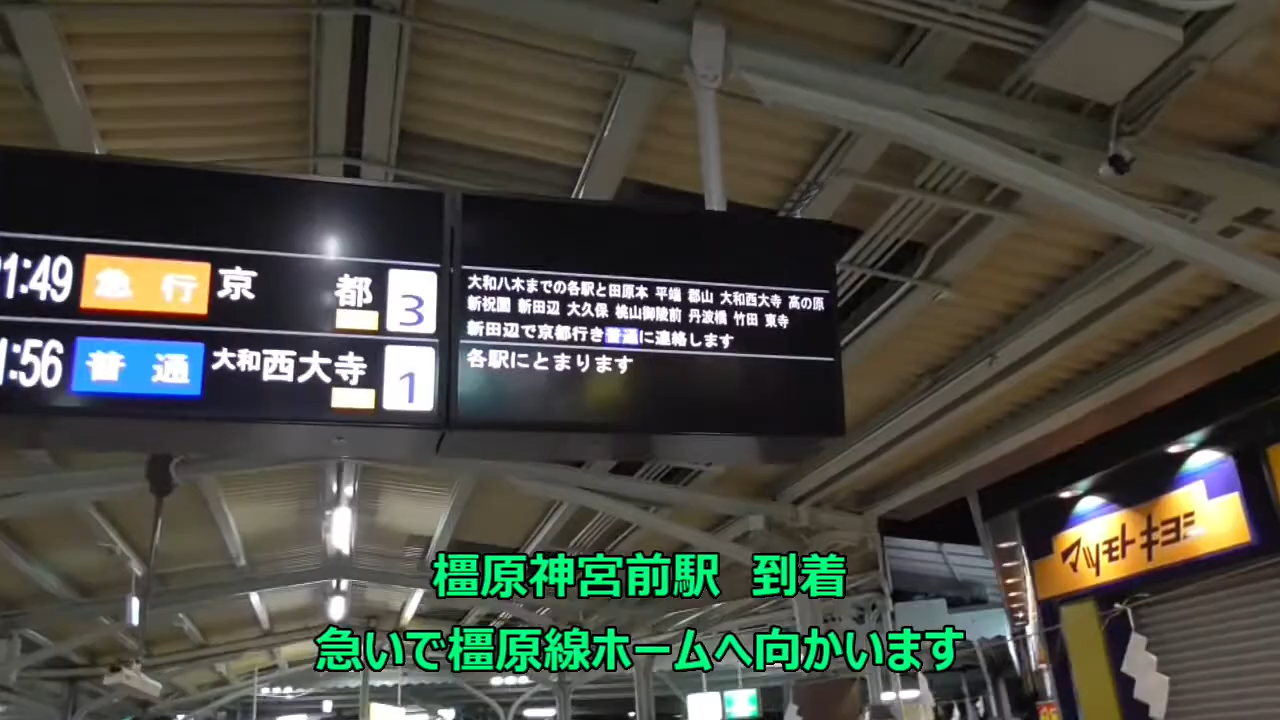 1:49 急行 京都 3
1:56 普通 大和西大寺 1
大和八木までの各駅と田原本 平端 郡山 大和西大寺 高の原
新祝園 新田辺 大久保 桃山御陵前 丹波橋 竹田 東寺
新田辺で京都行き普通に連絡します
各駅にとまります
マツモトキヨシ
橿原神宮前駅 到着
急いで橿原線ホームへ向かいます